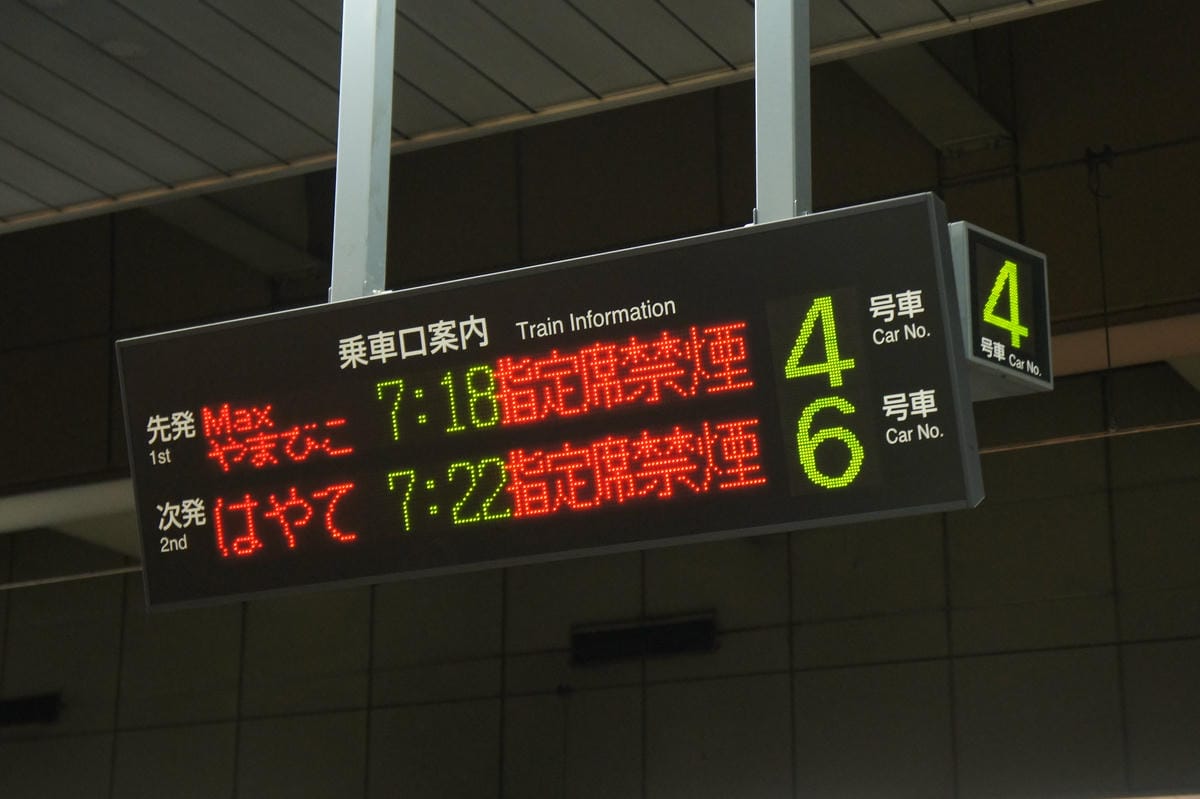 乗車口案内 Train Information
先発 Max やまびこ 7:18 指定席禁煙 4 号車
1st Car No.
次発 はやて 7:22 指定席禁煙 6 号車
2nd Car No.
4
号車 Car No.